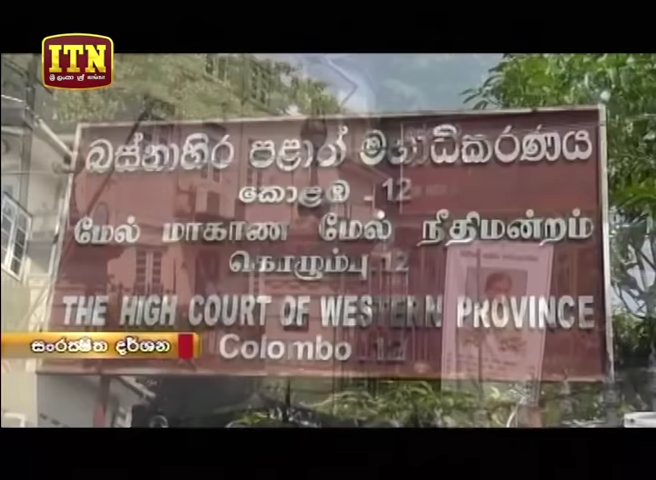 ITN
බස්නාහිර පළාත් මහාධිකරණය
කොළඹ - 12
மேல் மாகாண மேல் நீதிமன்றம்
கொழும்பு - 12
THE HIGH COURT OF WESTERN PROVINCE
COLOMBO - 12
සංරක්ෂිත දර්ශන